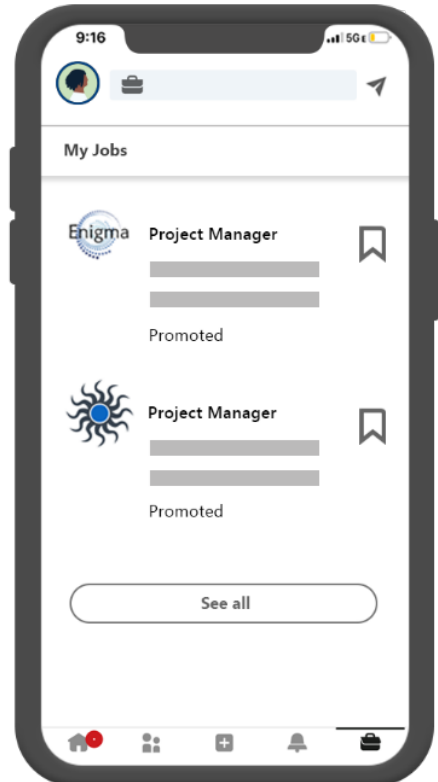 9:16
5G
My Jobs
Enigma
Project Manager
Promoted
Project Manager
Promoted
See all